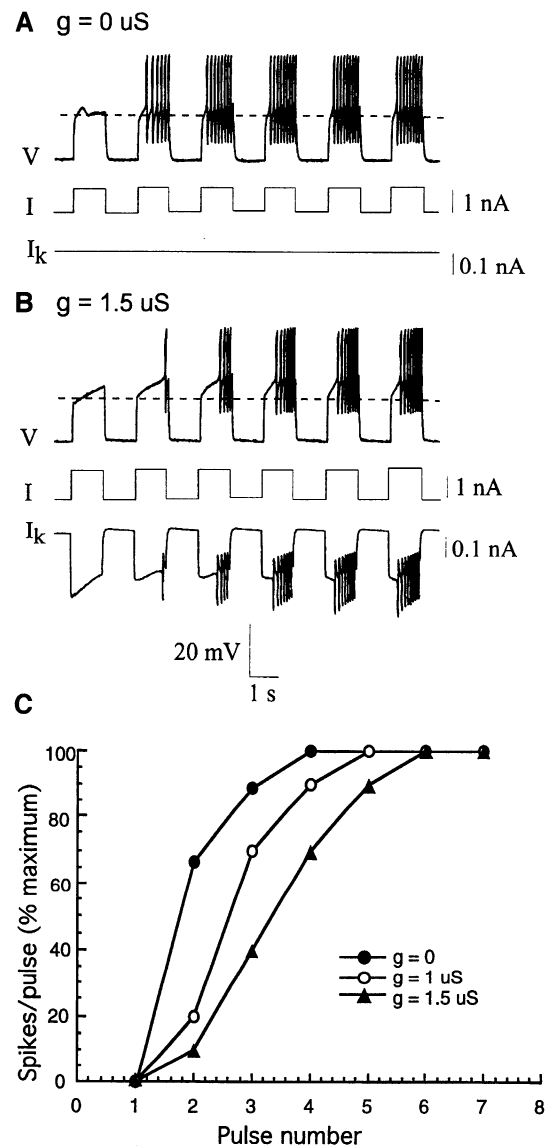 A g = 0 uS
V
I
1 nA
Ik
0.1 nA
B g = 1.5 uS
V
I
1 nA
Ik
0.1 nA
20 mV
1 s
C
Spikes/pulse (% maximum)
100
80
60
40
20
0
g = 0
g = 1 uS
g = 1.5 uS
0 1 2 3 4 5 6 7 8
Pulse number